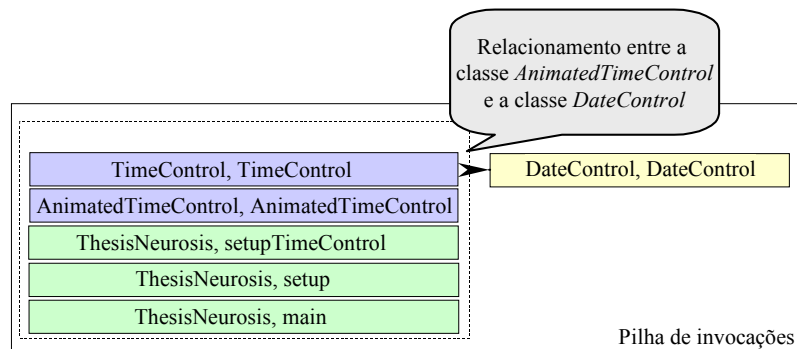 Relacionamento entre a
classe AnimatedTimeControl
e a classe DateControl
TimeControl, TimeControl
DateControl, DateControl
AnimatedTimeControl, AnimatedTimeControl
ThesisNeurosis, setupTimeControl
ThesisNeurosis, setup
ThesisNeurosis, main
Pilha de invocações